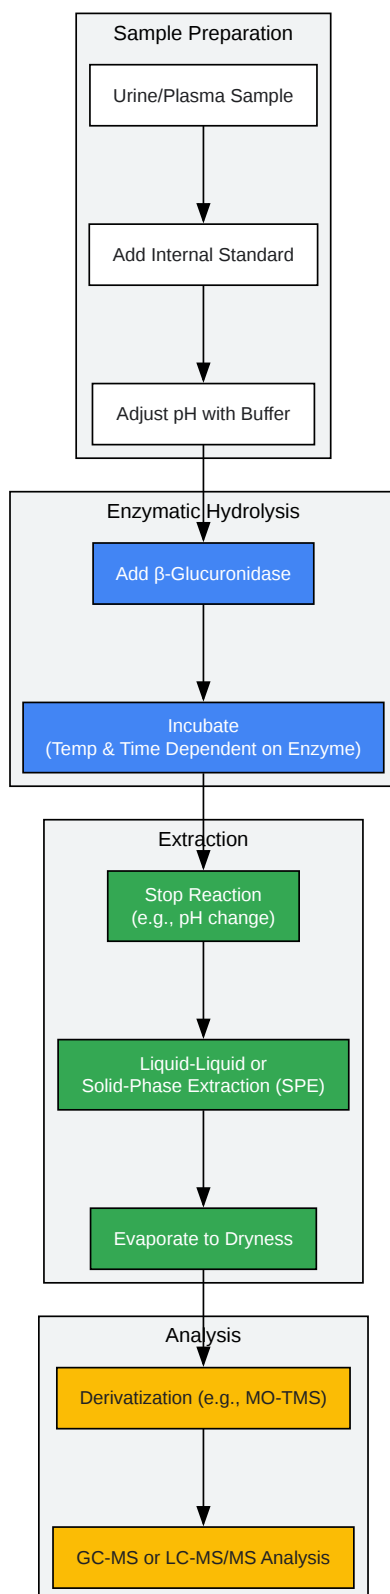 Sample Preparation
Urine/Plasma Sample
Add Internal Standard
Adjust pH with Buffer
Enzymatic Hydrolysis
Add β-Glucuronidase
Incubate
(Temp & Time Dependent on Enzyme)
Extraction
Stop Reaction
(e.g., pH change)
Liquid-Liquid or
Solid-Phase Extraction (SPE)
Evaporate to Dryness
Analysis
Derivatization (e.g., MO-TMS)
GC-MS or LC-MS/MS Analysis